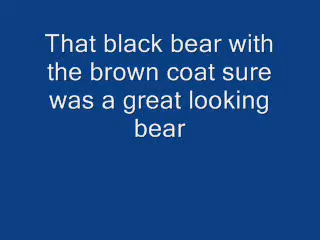 That black bear with
the brown coat sure
was a great looking
bear